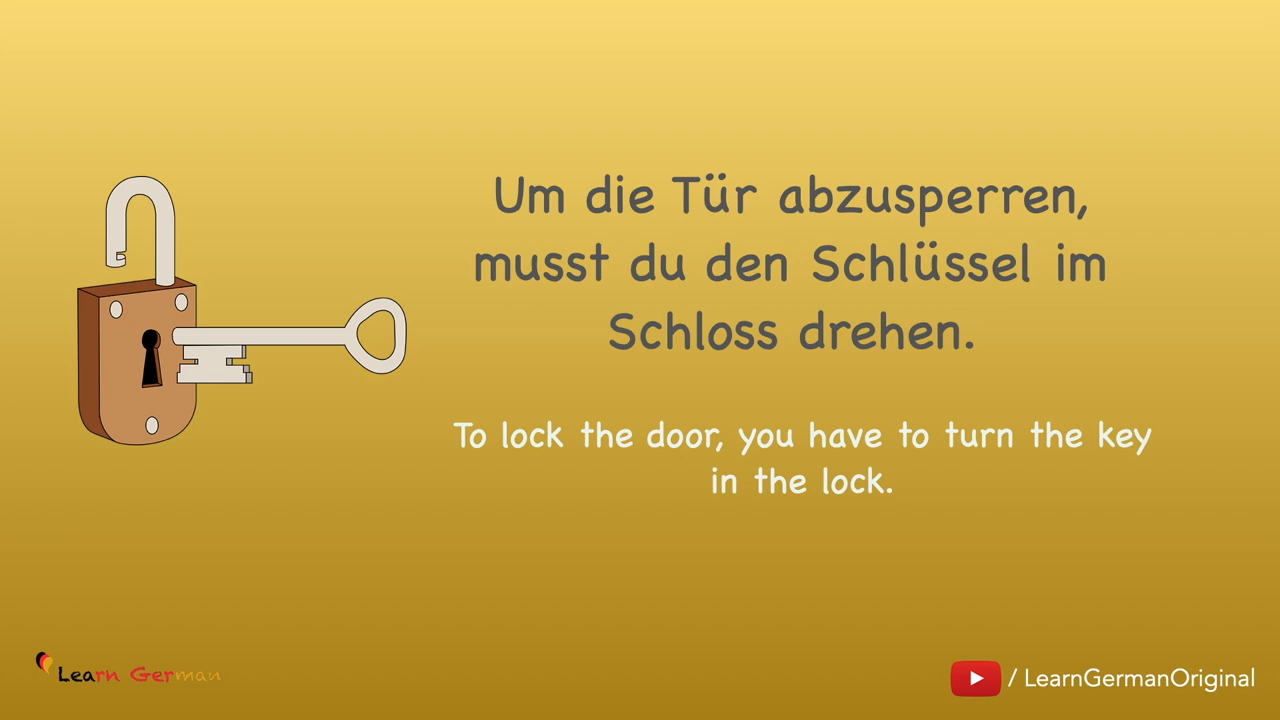 Um die Tür abzusperren,
musst du den Schlüssel im
Schloss drehen.
To lock the door, you have to turn the key
in the lock.
Learn German
/ LearnGermanOriginal